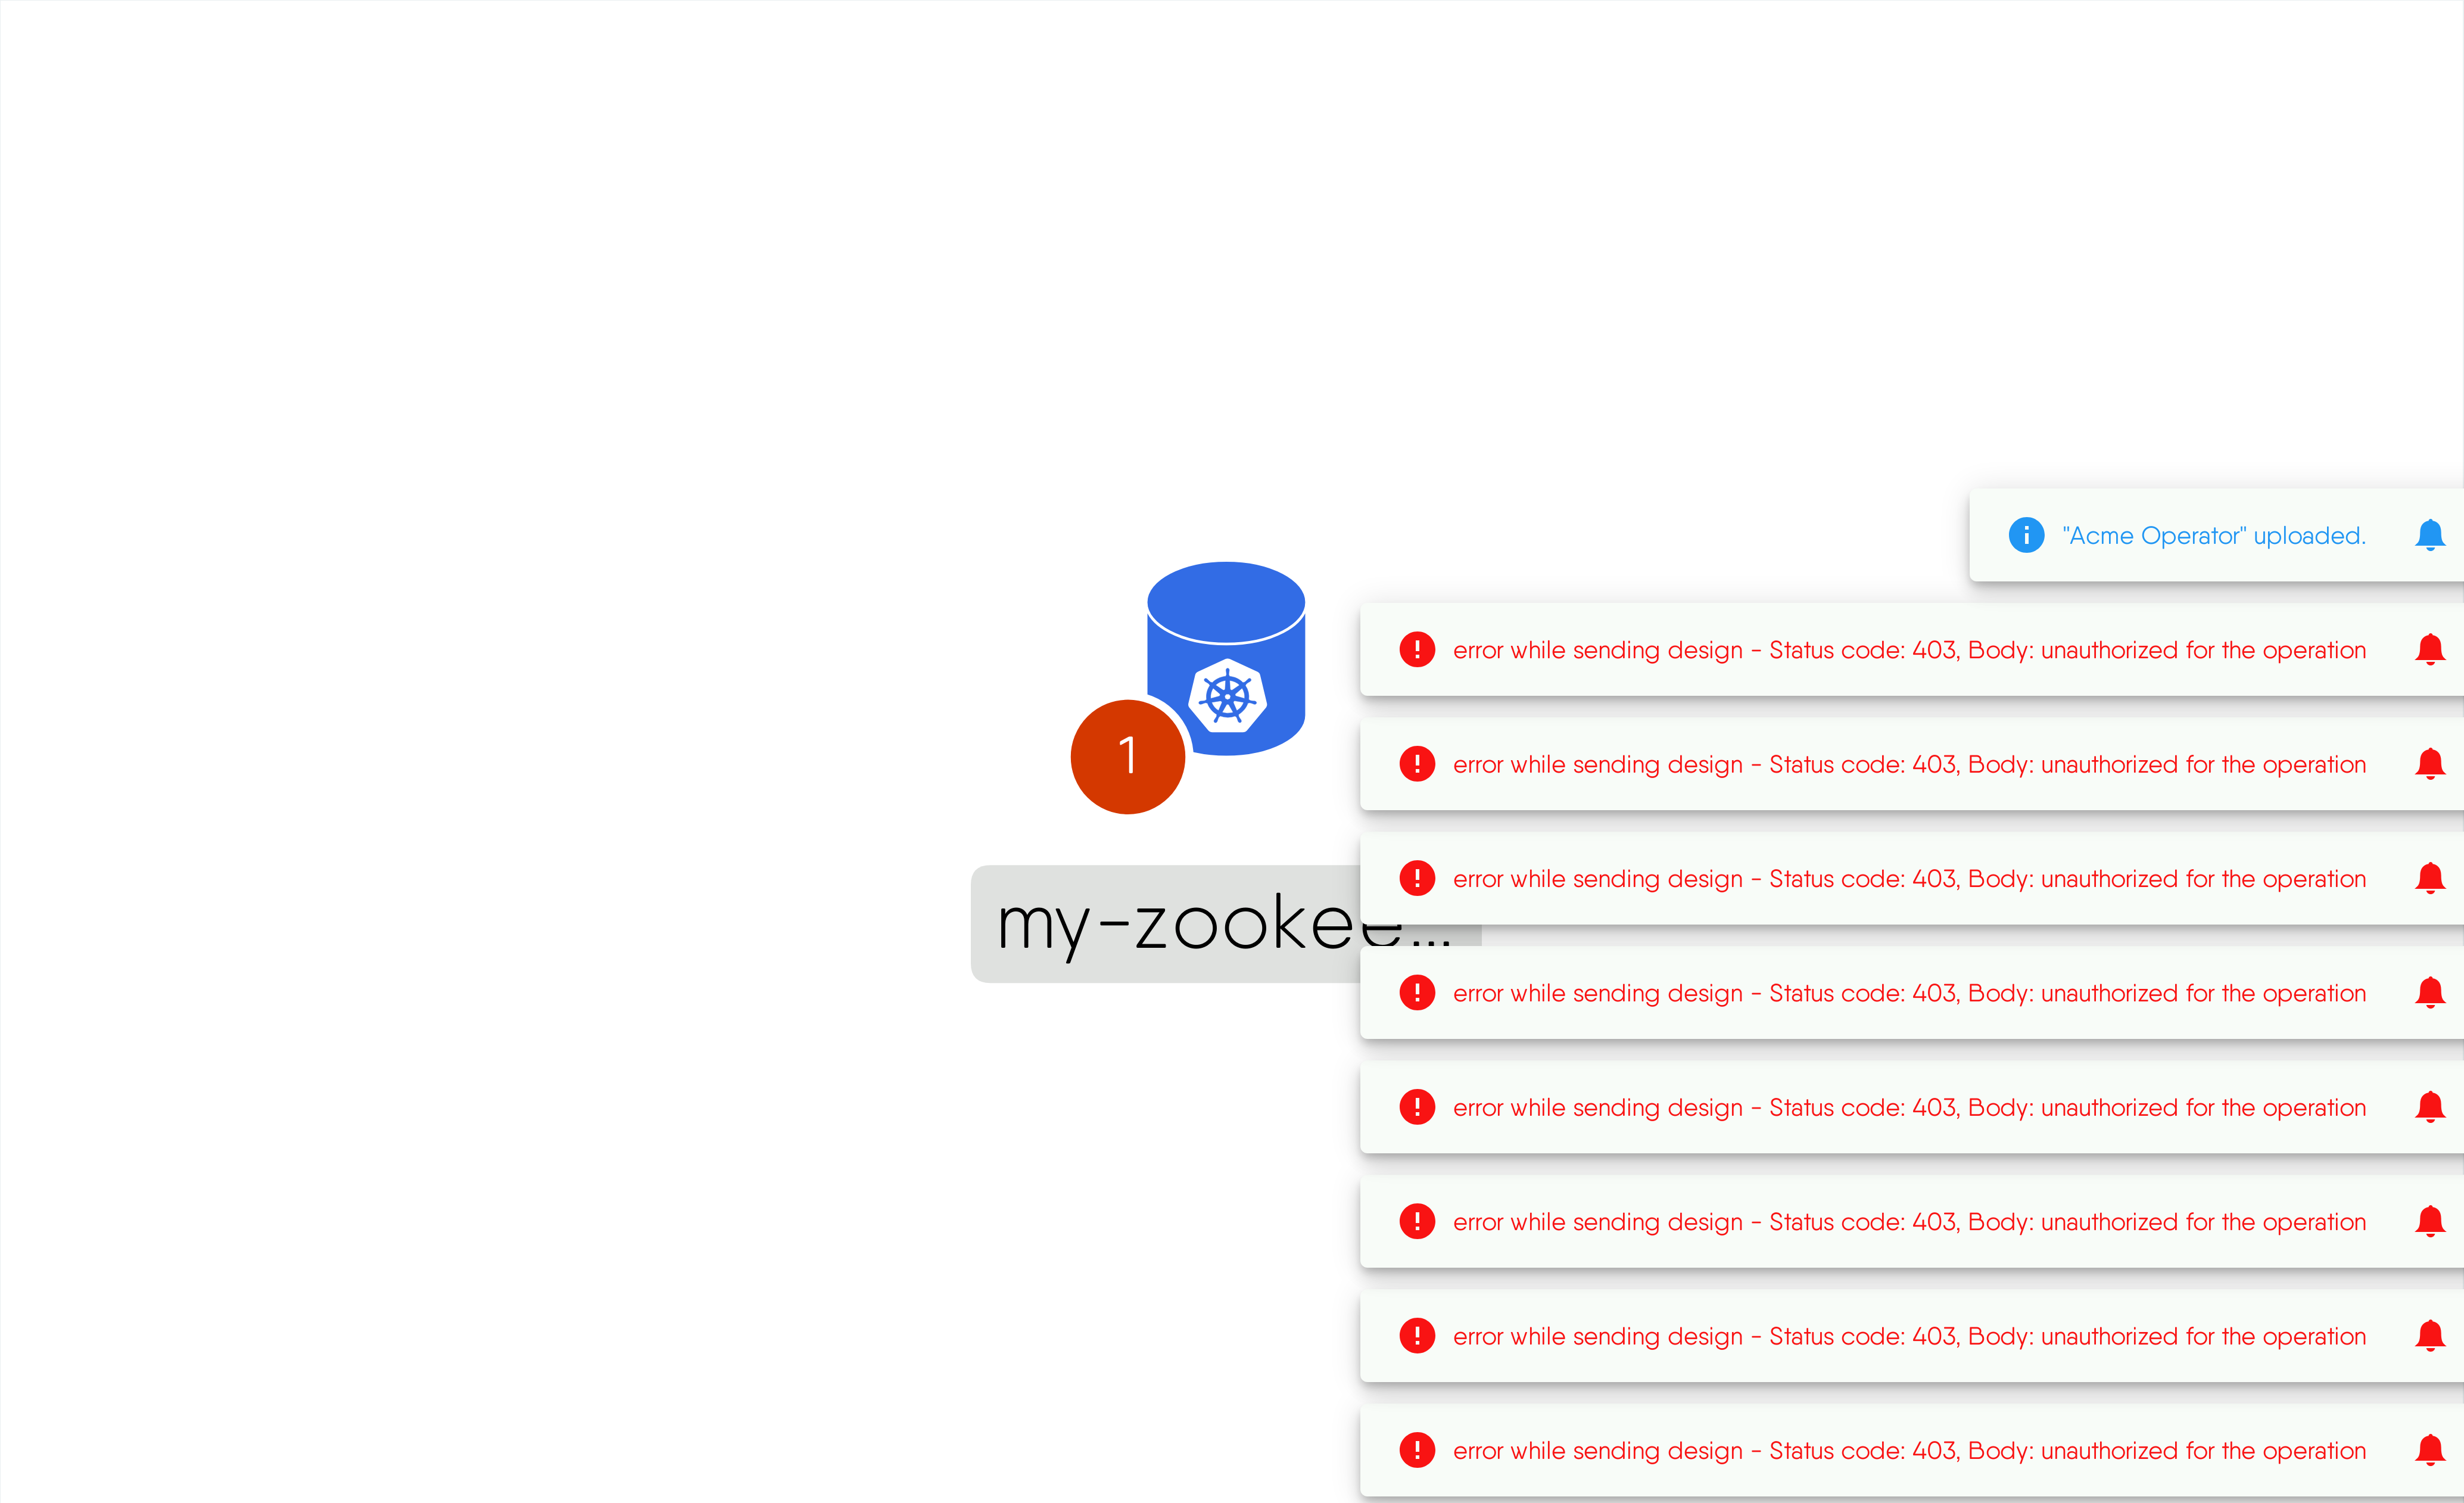 "Acme Operator" uploaded.
error while sending design - Status code: 403, Body: unauthorized for the operation
1
error while sending design - Status code: 403, Body: unauthorized for the operation
error while sending design - Status code: 403, Body: unauthorized for the operation
my-zookee...
error while sending design - Status code: 403, Body: unauthorized for the operation
error while sending design - Status code: 403, Body: unauthorized for the operation
error while sending design - Status code: 403, Body: unauthorized for the operation
error while sending design - Status code: 403, Body: unauthorized for the operation
error while sending design - Status code: 403, Body: unauthorized for the operation